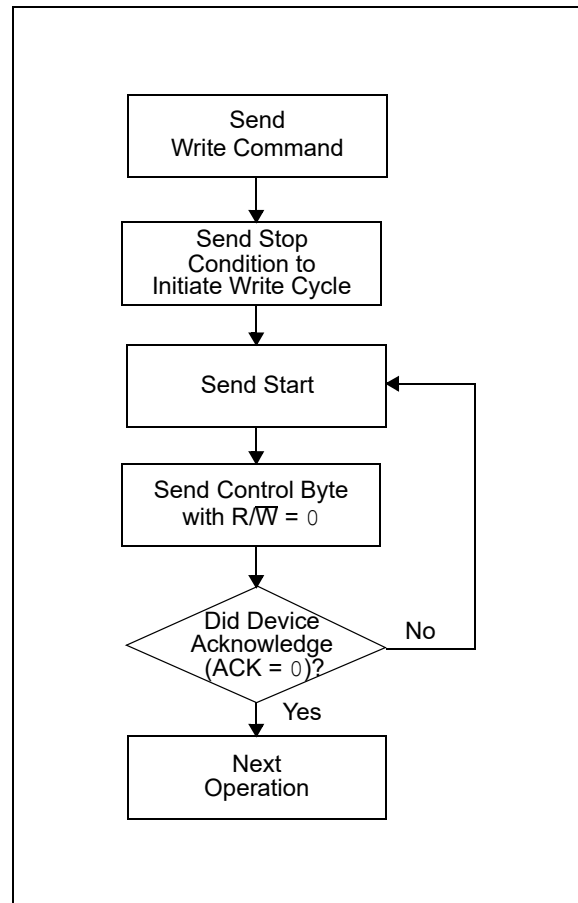 Send
Write Command
Send Stop
Condition to
Initiate Write Cycle
Send Start
Send Control Byte
with R/W̅ = 0
Did Device
Acknowledge
(ACK = 0)?
No
Yes
Next
Operation